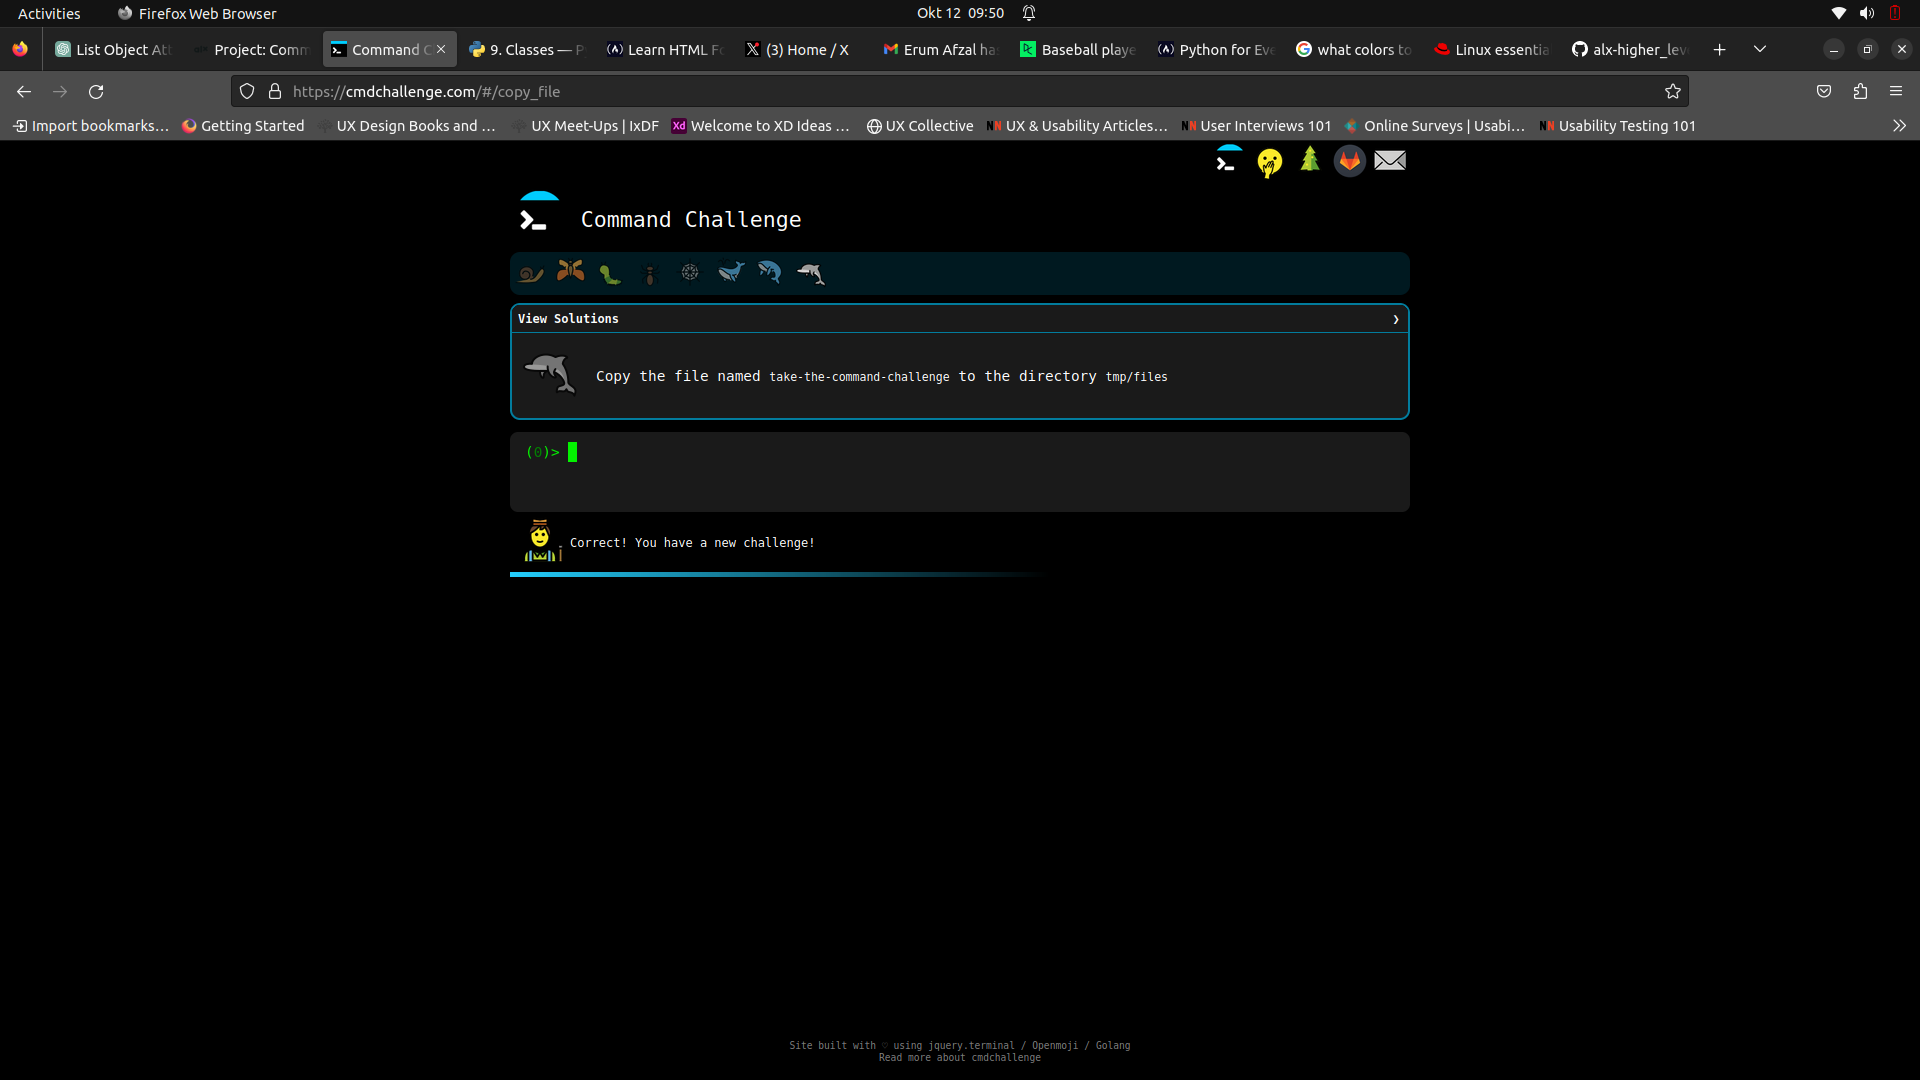 Activities
Firefox Web Browser
Okt 12 09:50
List Object Att
Project: Comm
Command C
9. Classes — P
Learn HTML Fo
(3) Home / X
Erum Afzal has
Baseball playe
Python for Eve
what colors to
Linux essentia
alx-higher_leve
https://cmdchallenge.com/#/copy_file
Import bookmarks...
Getting Started
UX Design Books and ...
UX Meet-Ups | IxDF
Xd
Welcome to XD Ideas ...
UX Collective
UX & Usability Articles...
User Interviews 101
Online Surveys | Usabi...
Usability Testing 101
Command Challenge
View Solutions
Copy the file named take-the-command-challenge to the directory tmp/files
(0)>
Correct! You have a new challenge!
Site built with ♡ using jquery.terminal / Openmoji / Golang
Read more about cmdchallenge